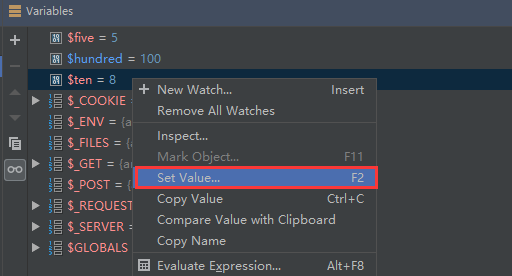 Variables
$five = 5
$hundred = 100
$ten = 8
$_COOKIE =
$_ENV = {a
$_FILES = {a
$_GET = {a
$_POST = {
$_REQUEST
$_SERVER =
$GLOBALS
New Watch... Insert
Remove All Watches
Inspect...
Mark Object... F11
Set Value... F2
Copy Value Ctrl+C
Compare Value with Clipboard
Copy Name
Evaluate Expression... Alt+F8